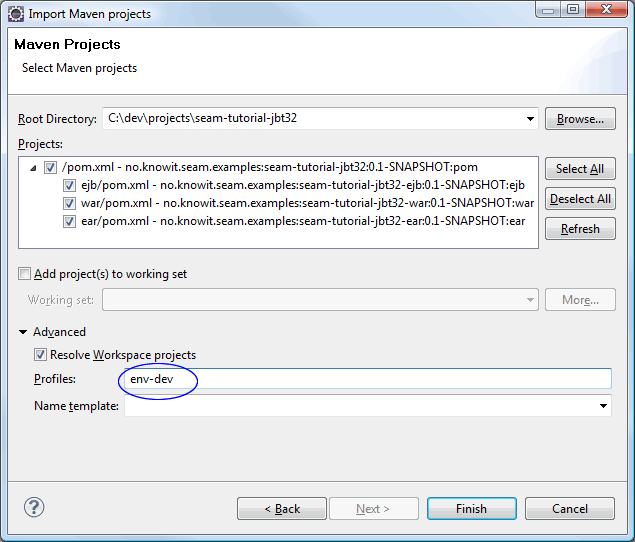 Import Maven projects
Maven Projects
Select Maven projects
Root Directory: C:\dev\projects\seam-tutorial-jbt32 Browse...
Projects:
/pom.xml - no.knowit.seam.examples:seam-tutorial-jbt32:0.1-SNAPSHOT:pom
ejb/pom.xml - no.knowit.seam.examples:seam-tutorial-jbt32-ejb:0.1-SNAPSHOT:ejb
war/pom.xml - no.knowit.seam.examples:seam-tutorial-jbt32-war:0.1-SNAPSHOT:war
ear/pom.xml - no.knowit.seam.examples:seam-tutorial-jbt32-ear:0.1-SNAPSHOT:ear
Select All
Deselect All
Refresh
Add project(s) to working set
Working set: More...
Advanced
Resolve Workspace projects
Profiles: env-dev
Name template:
? < Back Next > Finish Cancel